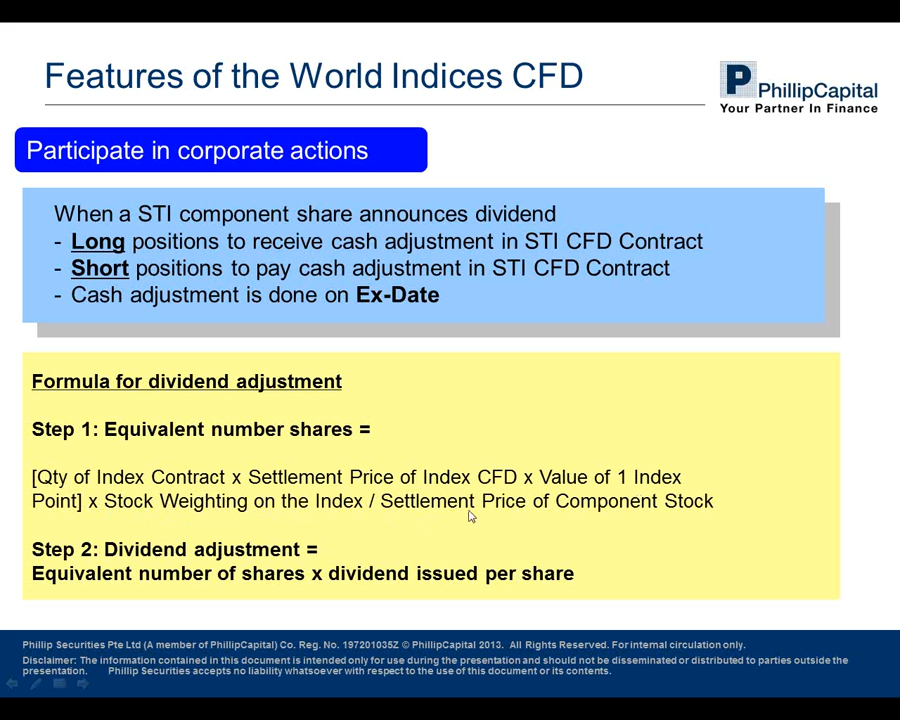 Features of the World Indices CFD
P PhillipCapital
Your Partner In Finance
Participate in corporate actions
When a STI component share announces dividend
- Long positions to receive cash adjustment in STI CFD Contract
- Short positions to pay cash adjustment in STI CFD Contract
- Cash adjustment is done on Ex-Date
Formula for dividend adjustment
Step 1: Equivalent number shares =
[Qty of Index Contract x Settlement Price of Index CFD x Value of 1 Index
Point] x Stock Weighting on the Index / Settlement Price of Component Stock
Step 2: Dividend adjustment =
Equivalent number of shares x dividend issued per share
Phillip Securities Pte Ltd (A member of PhillipCapital) Co. Reg. No. 197201035Z © PhillipCapital 2013. All Rights Reserved. For internal circulation only.
Disclaimer: The information contained in this document is intended only for use during the presentation and should not be disseminated or distributed to parties outside the
presentation. Phillip Securities accepts no liability whatsoever with respect to the use of this document or its contents.